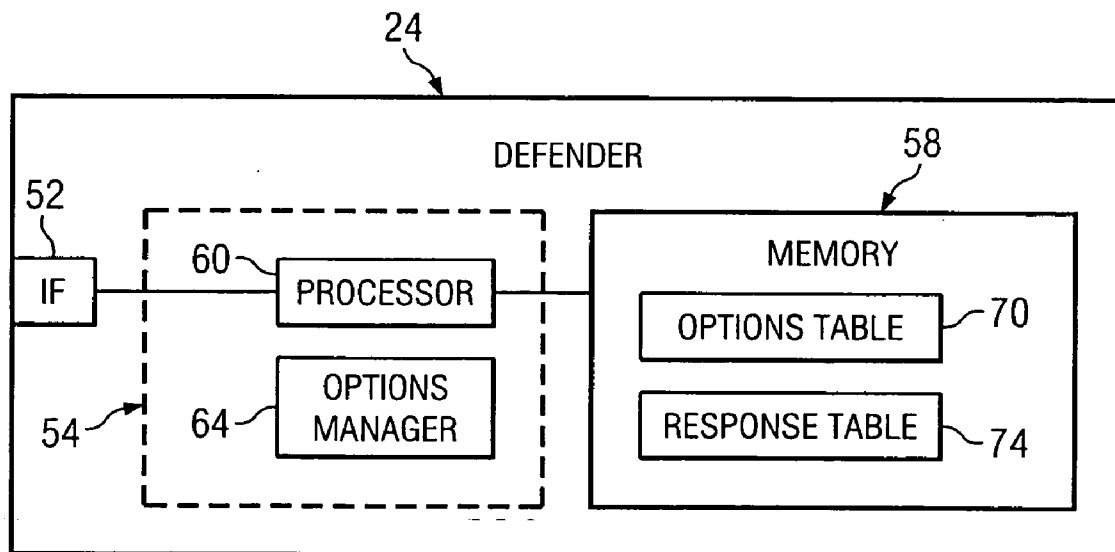 24
DEFENDER
58
52
IF
60
PROCESSOR
MEMORY
OPTIONS TABLE
70
OPTIONS
MANAGER
64
54
RESPONSE TABLE
74